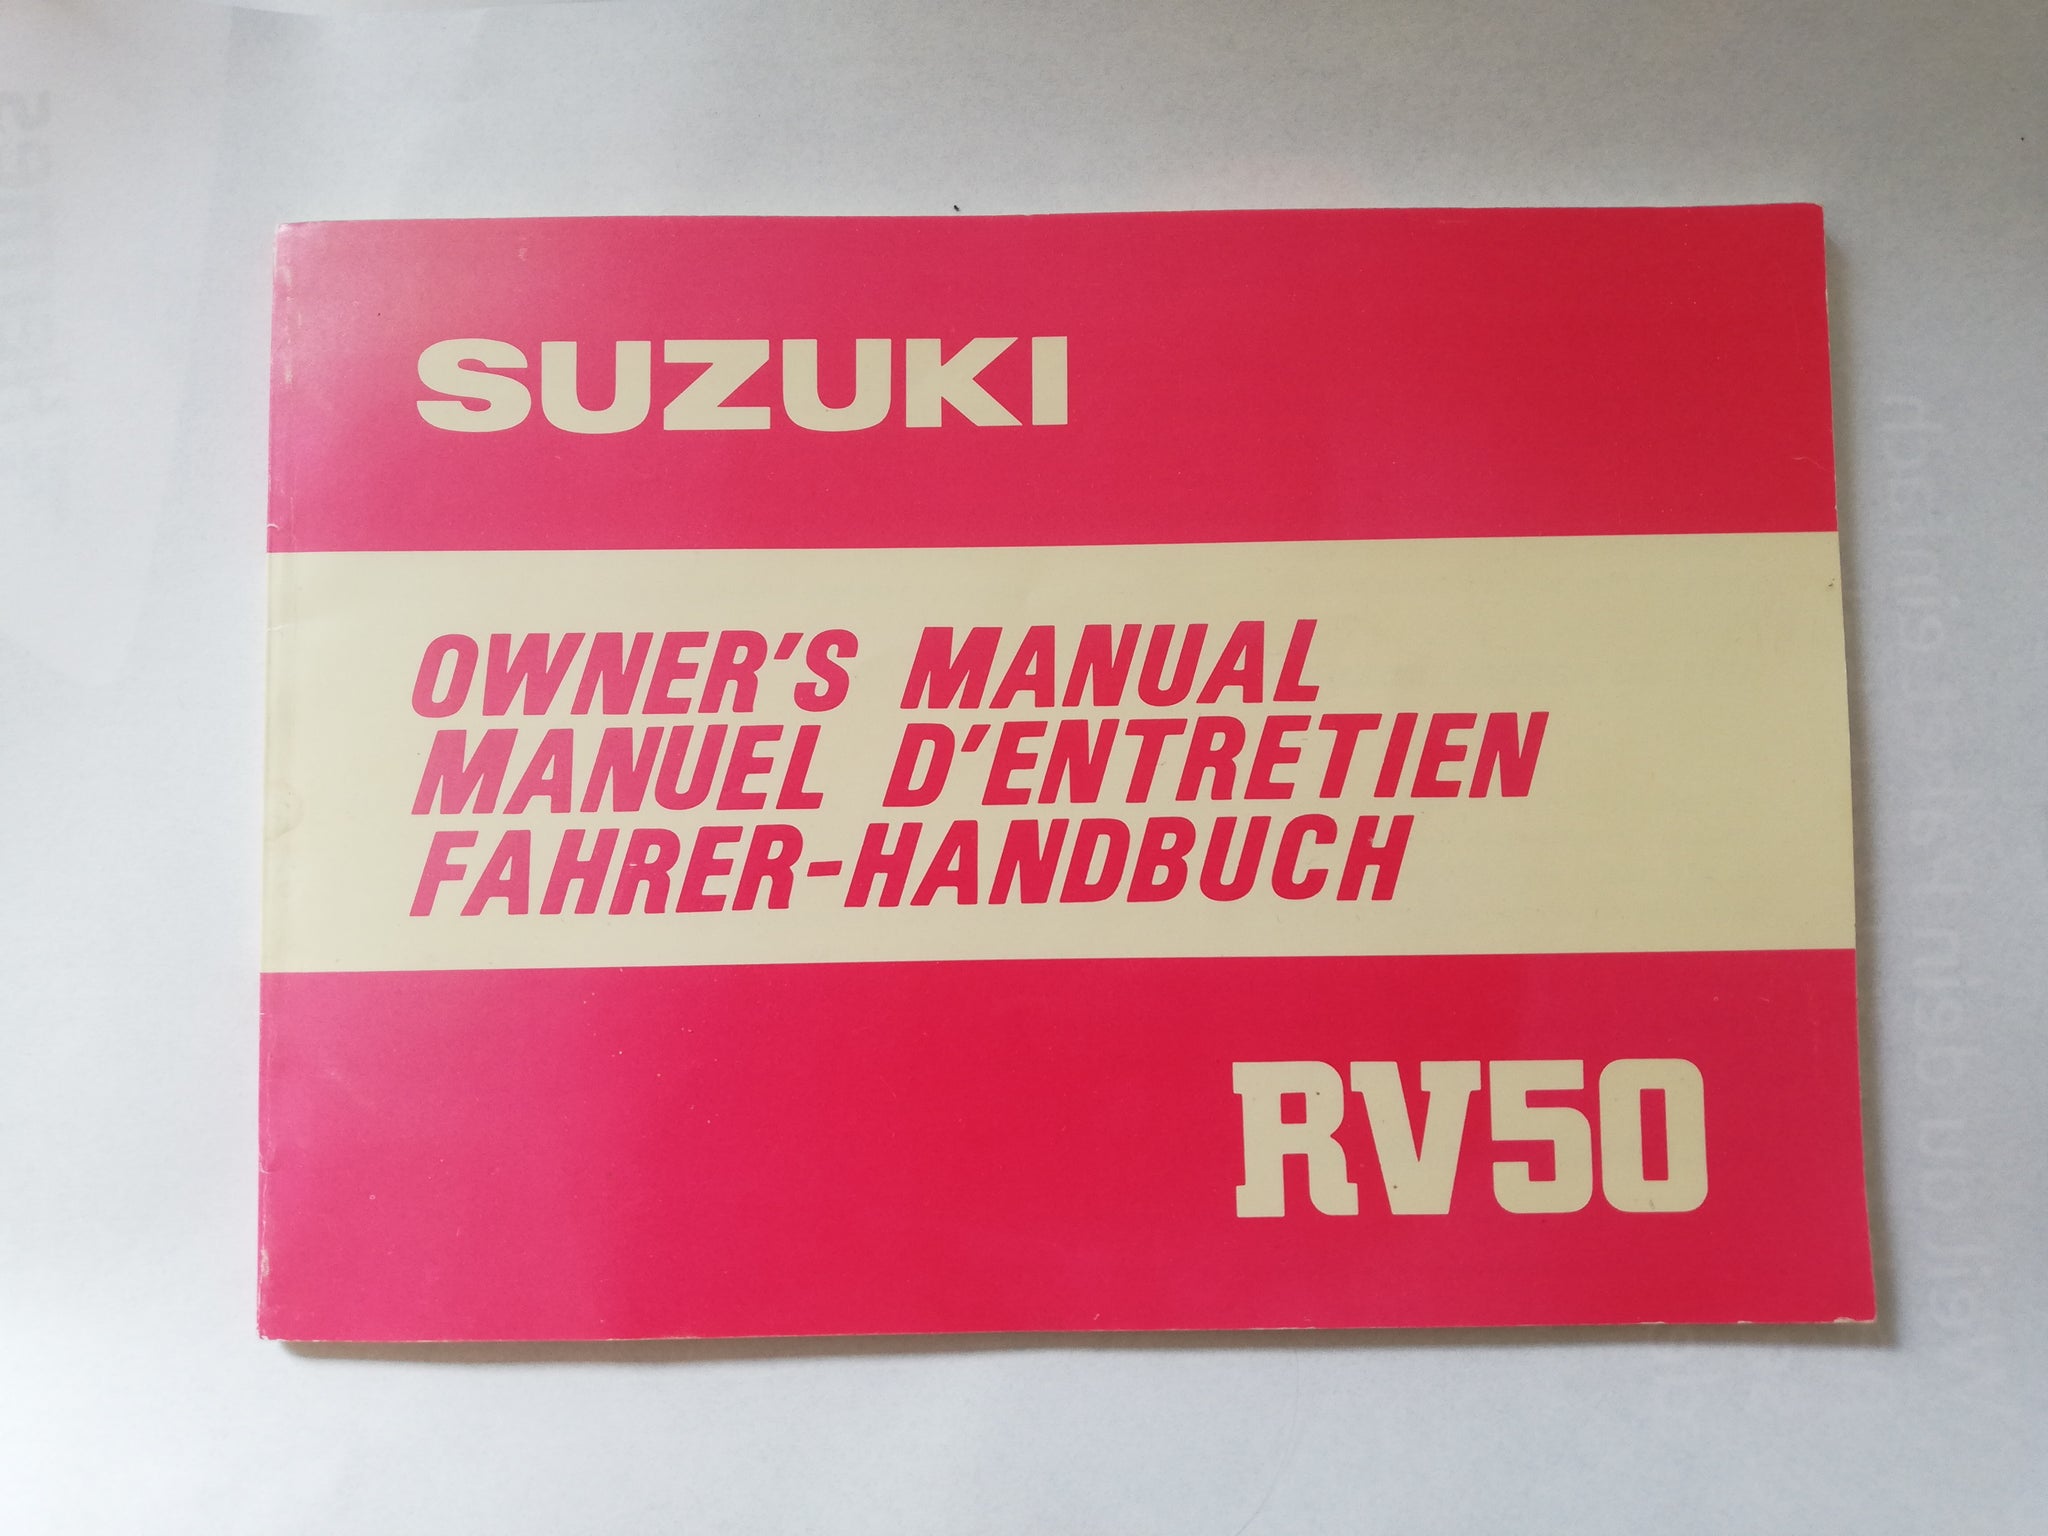 SUZUKI
OWNER'S MANUAL
MANUEL D'ENTRETIEN
FAHRER-HANDBUCH
RV50